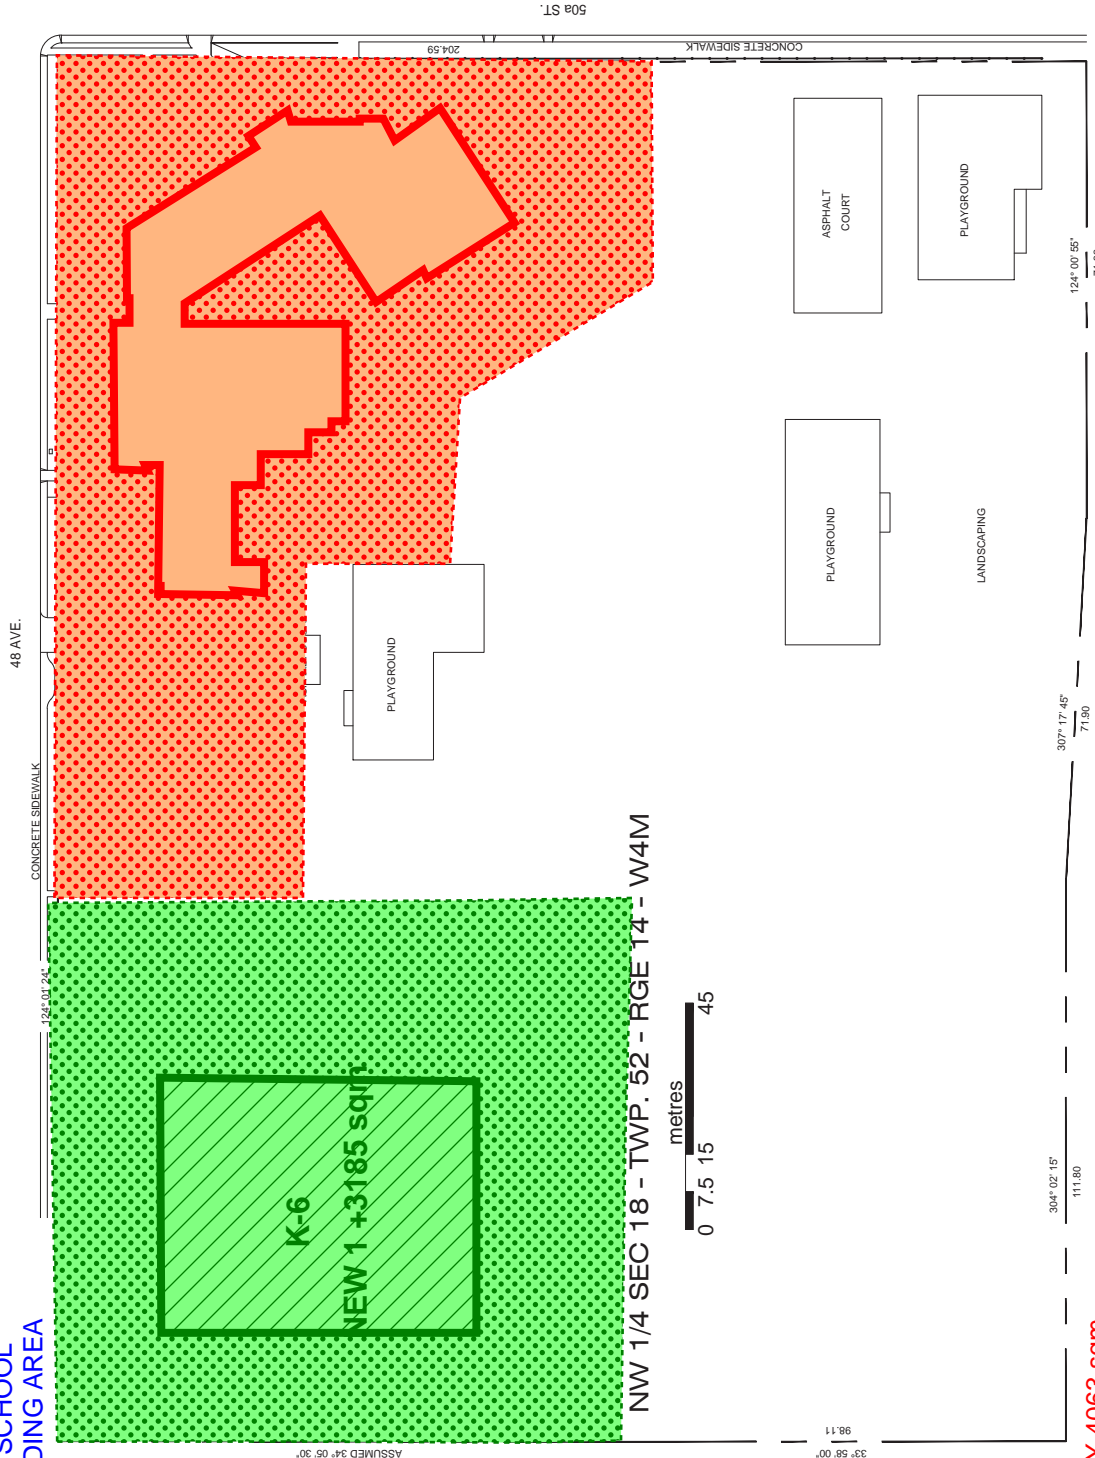 50a ST.
204.59
CONCRETE SIDEWALK
ASPHALT
COURT
PLAYGROUND
124° 00' 55"
48 AVE.
PLAYGROUND
LANDSCAPING
PLAYGROUND
307° 17' 45"
71.90
CONCRETE SIDEWALK
124° 01' 24"
NW 1/4 SEC 18 - TWP. 52 - RGE 14 - W4M
metres
0 7.5 15 45
K-6
NEW 1 +3185 sqm
304° 02' 15"
111.80
SCHOOL
DING AREA
ASSUMED 34° 05' 30"
98.11
33° 58' 00"
X 4063 sqm